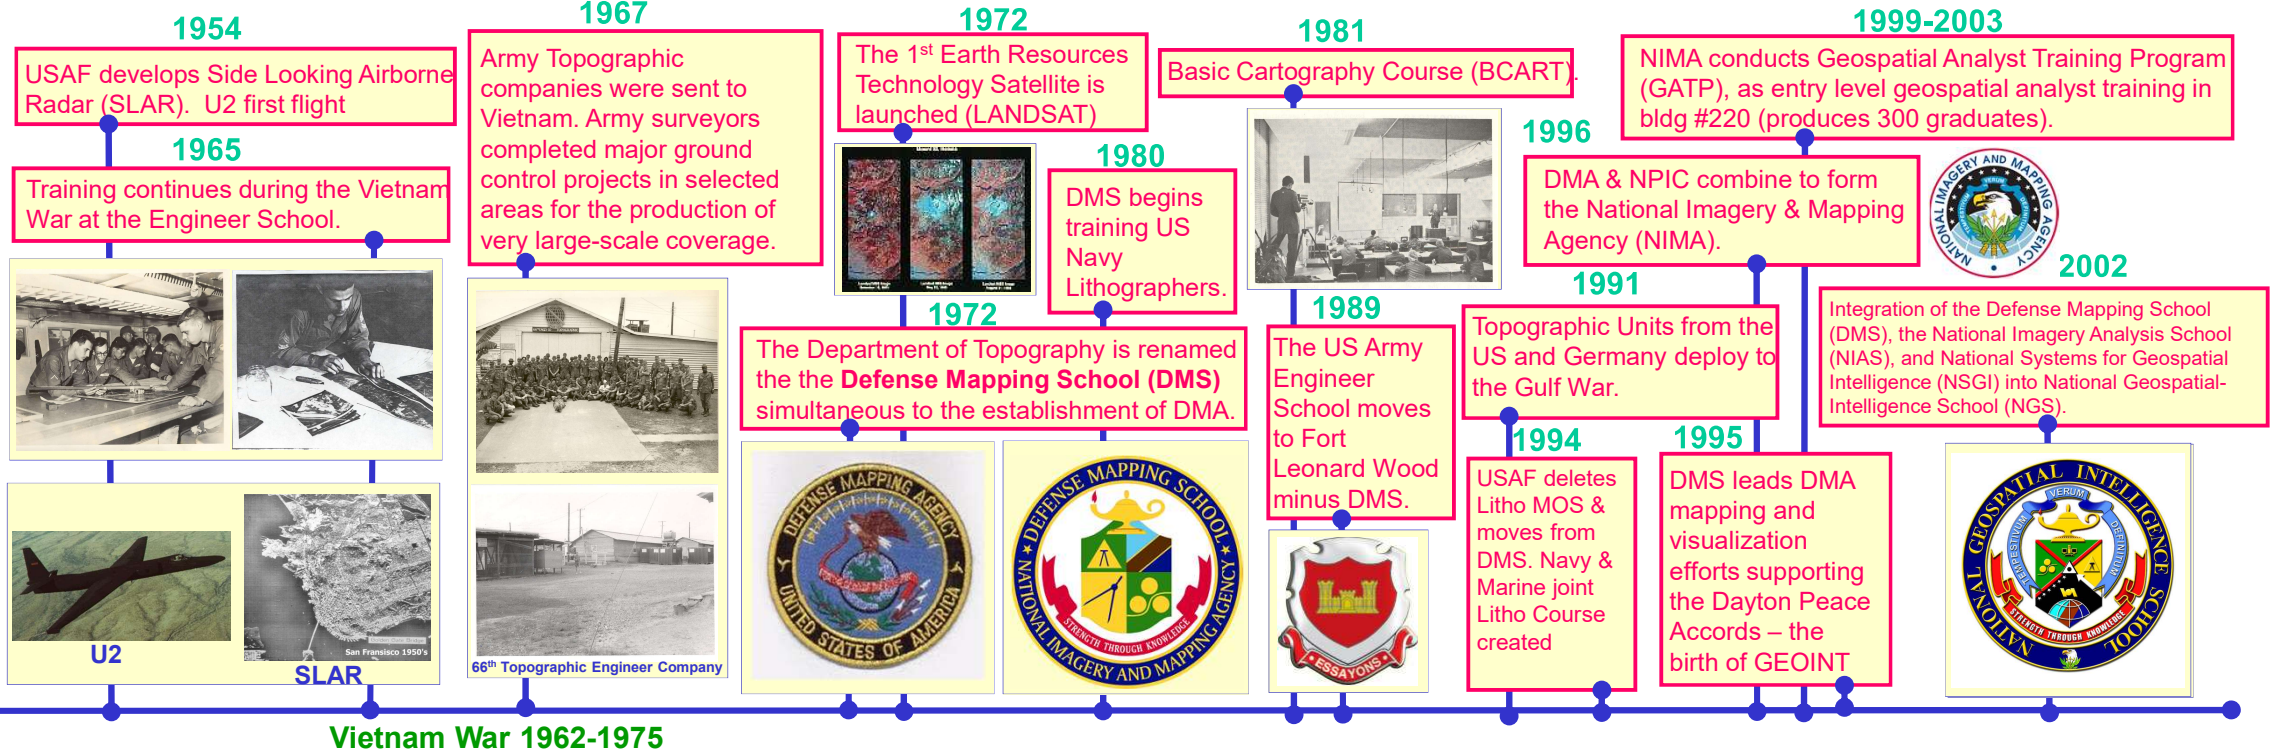 1954
USAF develops Side Looking Airborne
Radar (SLAR).  U2 first flight
1965
Training continues during the Vietnam
War at the Engineer School.
U2
San Fransisco 1950's
SLAR
1967
Army Topographic
companies were sent to
Vietnam. Army surveyors
completed major ground
control projects in selected
areas for the production of
very large-scale coverage.
66th Topographic Engineer Company
Vietnam War 1962-1975
1972
The 1st Earth Resources
Technology Satellite is
launched (LANDSAT)
1972
The Department of Topography is renamed
the the Defense Mapping School (DMS)
simultaneous to the establishment of DMA.
DEFENSE MAPPING AGENCY
UNITED STATES OF AMERICA
1980
DMS begins
training US
Navy
Lithographers.
DEFENSE MAPPING SCHOOL
NATIONAL IMAGERY AND MAPPING AGENCY
STRENGTH THROUGH KNOWLEDGE
1981
Basic Cartography Course (BCART).
1989
The US Army
Engineer
School moves
to Fort
Leonard Wood
minus DMS.
ESSAYONS
1991
Topographic Units from the
US and Germany deploy to
the Gulf War.
1994
USAF deletes
Litho MOS &
moves from
DMS. Navy &
Marine joint
Litho Course
created
1995
DMS leads DMA
mapping and
visualization
efforts supporting
the Dayton Peace
Accords – the
birth of GEOINT
1996
DMA & NPIC combine to form
the National Imagery & Mapping
Agency (NIMA).
1999-2003
NIMA conducts Geospatial Analyst Training Program
(GATP), as entry level geospatial analyst training in
bldg #220 (produces 300 graduates).
NATIONAL IMAGERY AND MAPPING AGENCY
VERUM
2002
Integration of the Defense Mapping School
(DMS), the National Imagery Analysis School
(NIAS), and National Systems for Geospatial
Intelligence (NSGI) into National Geospatial-
Intelligence School (NGS).
NATIONAL GEOSPATIAL INTELLIGENCE SCHOOL
TEMPESTIUM
VERUM
DEFINITIUM
STRENGTH THROUGH KNOWLEDGE